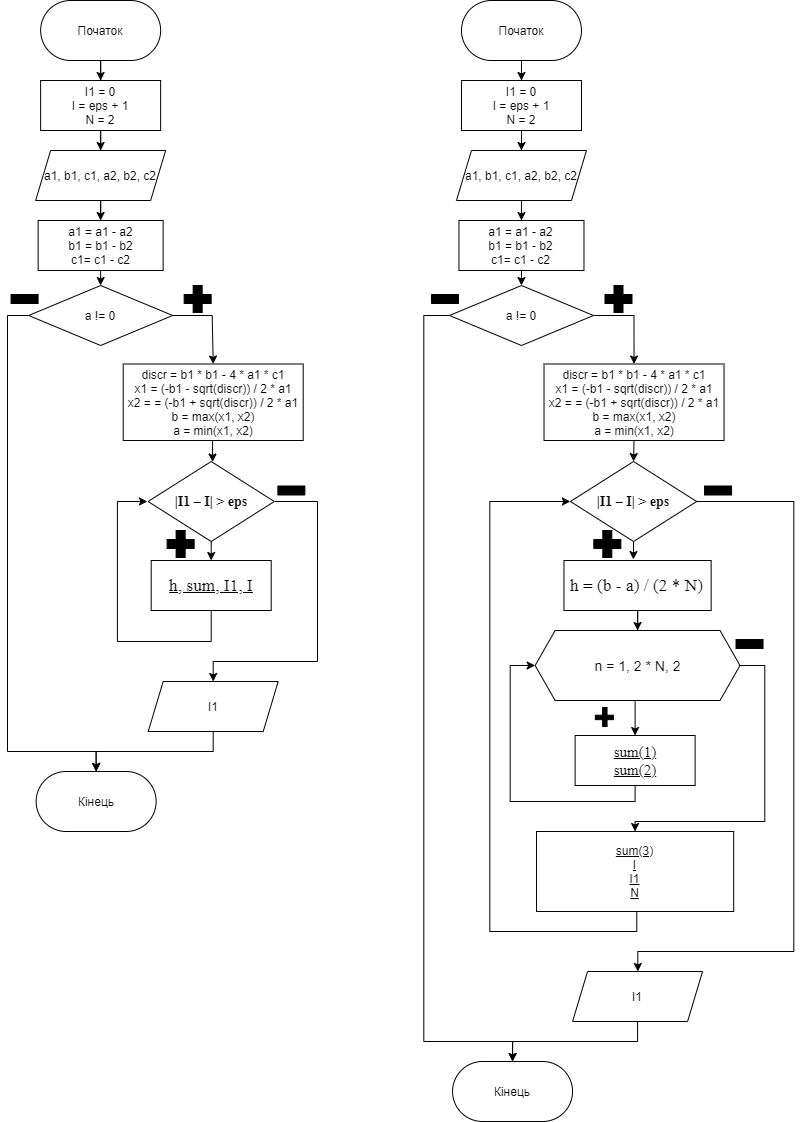 Початок
I1 = 0
I = eps + 1
N = 2
a1, b1, c1, a2, b2, c2
a1 = a1 - a2
b1 = b1 - b2
c1= c1 - c2
a != 0
discr = b1 * b1 - 4 * a1 * c1
x1 = (-b1 - sqrt(discr)) / 2 * a1
x2 = = (-b1 + sqrt(discr)) / 2 * a1
b = max(x1, x2)
a = min(x1, x2)
|I1 – I| > eps
h, sum, I1, I
I1
Кінець
Початок
I1 = 0
I = eps + 1
N = 2
a1, b1, c1, a2, b2, c2
a1 = a1 - a2
b1 = b1 - b2
c1= c1 - c2
a != 0
discr = b1 * b1 - 4 * a1 * c1
x1 = (-b1 - sqrt(discr)) / 2 * a1
x2 = = (-b1 + sqrt(discr)) / 2 * a1
b = max(x1, x2)
a = min(x1, x2)
|I1 – I| > eps
h = (b - a) / (2 * N)
n = 1, 2 * N, 2
sum(1)
sum(2)
sum(3)
I
I1
N
I1
Кінець